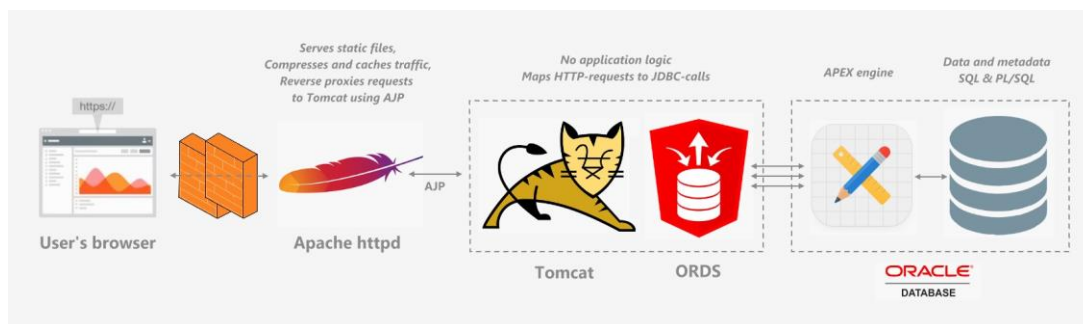 Serves static files,
Compresses and caches traffic,
Reverse proxies requests
to Tomcat using AJP
No application logic
Maps HTTP-requests to JDBC-calls
APEX engine
Data and metadata
SQL & PL/SQL
https://
AJP
User's browser
Apache httpd
Tomcat
ORDS
ORACLE®
DATABASE